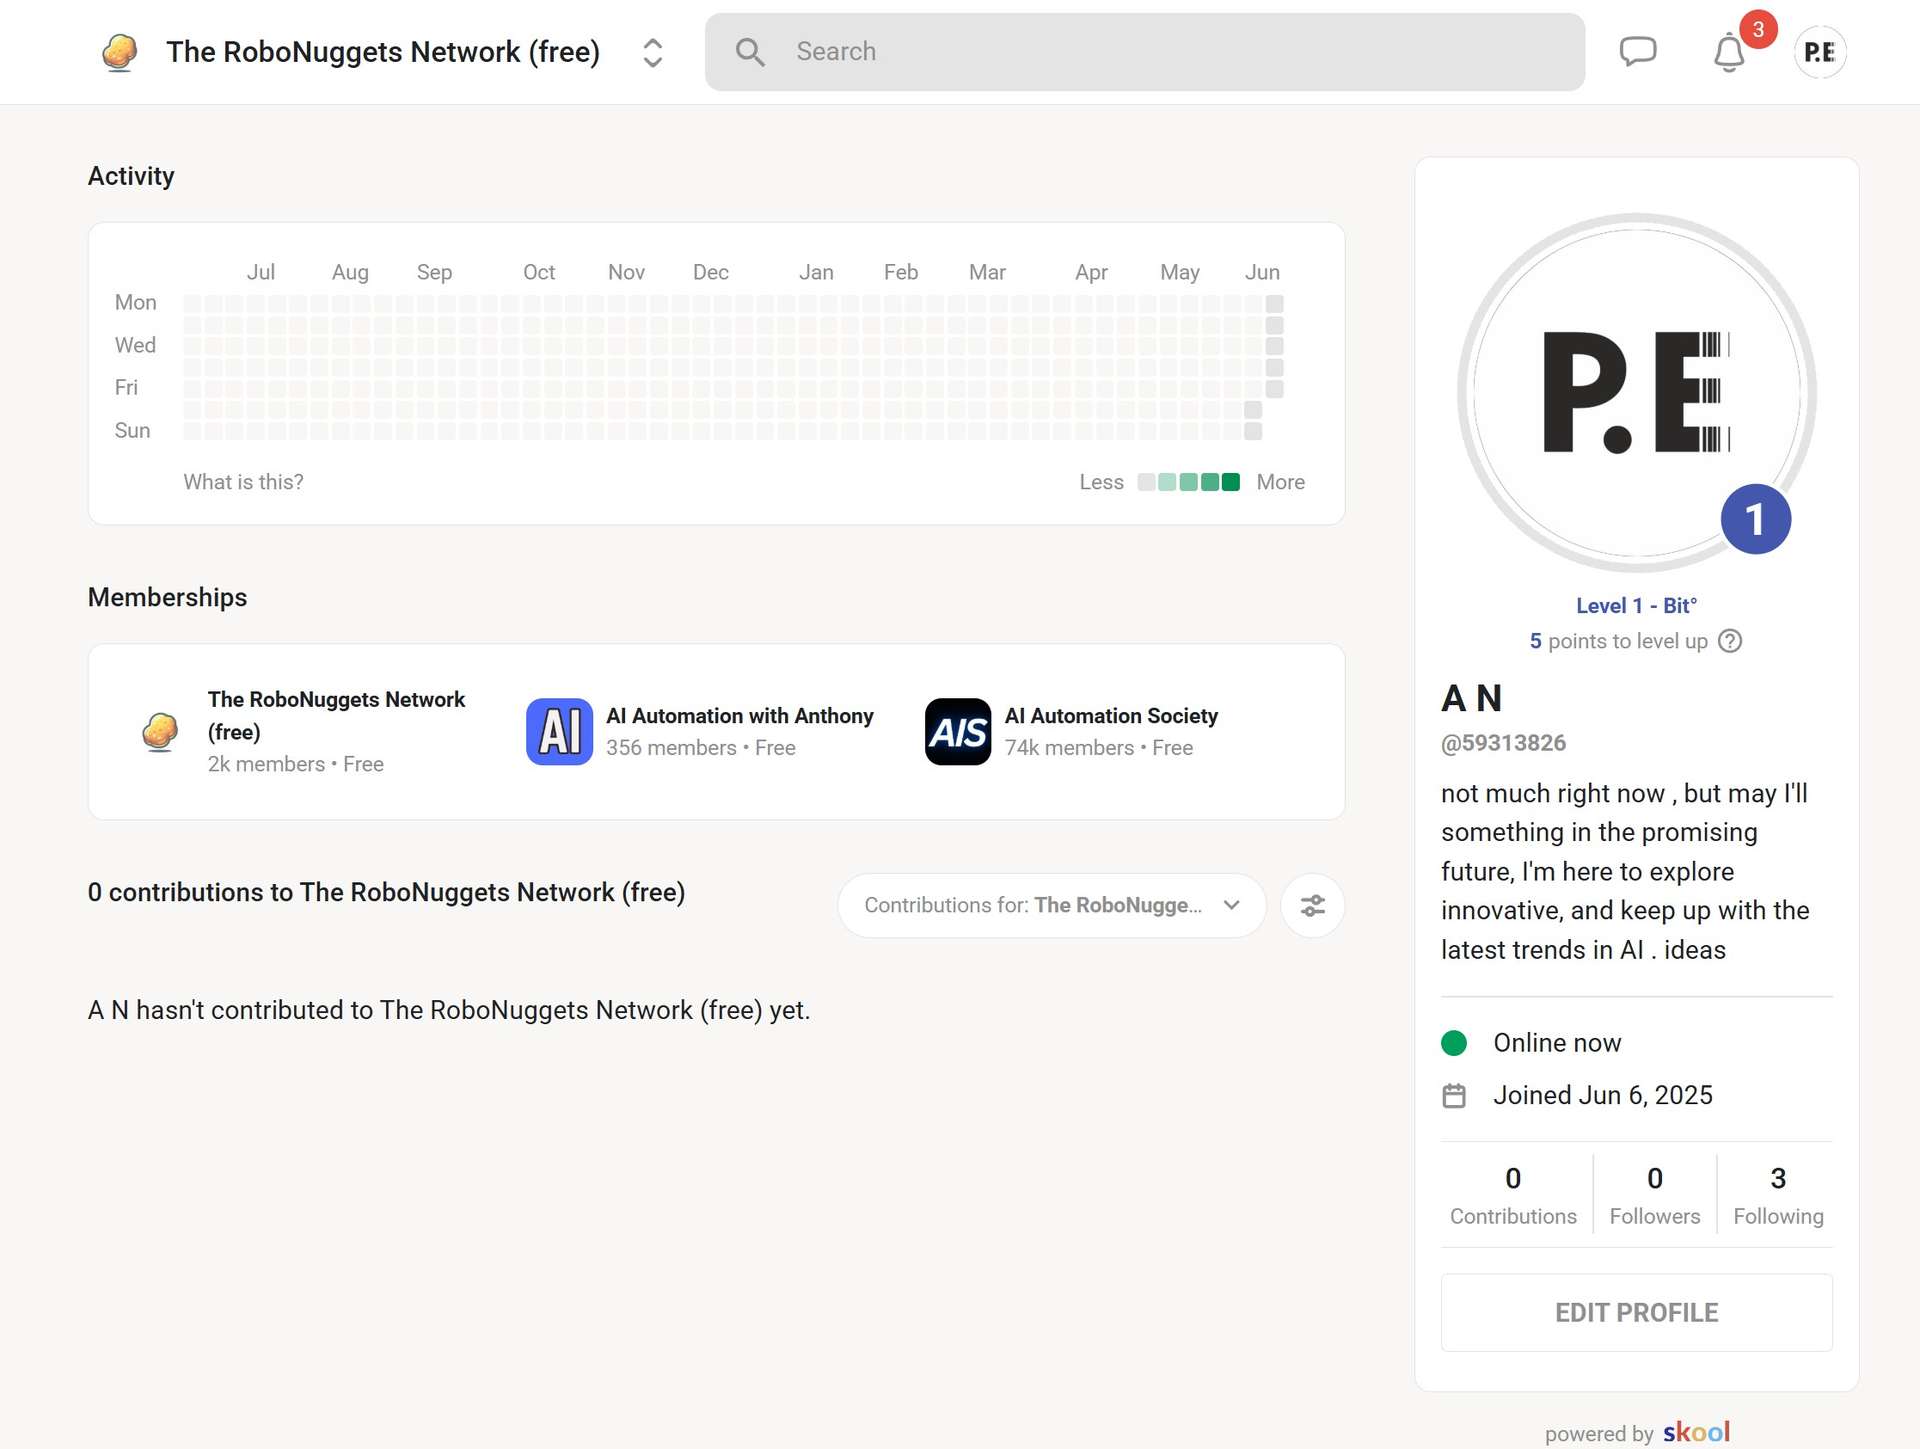 The RoboNuggets Network (free)
Search
3
P.E
Activity
Jul Aug Sep Oct Nov Dec Jan Feb Mar Apr May Jun
Mon
Wed
Fri
Sun
What is this?
Less More
Memberships
The RoboNuggets Network
(free)
2k members • Free
AI
AI Automation with Anthony
356 members • Free
AIS
AI Automation Society
74k members • Free
0 contributions to The RoboNuggets Network (free)
Contributions for: The RoboNugge...
A N hasn't contributed to The RoboNuggets Network (free) yet.
P.E
1
Level 1 - Bit°
5 points to level up
A N
@59313826
not much right now , but may I'll
something in the promising
future, I'm here to explore
innovative, and keep up with the
latest trends in AI . ideas
Online now
Joined Jun 6, 2025
0 0 3
Contributions Followers Following
EDIT PROFILE
powered by skool